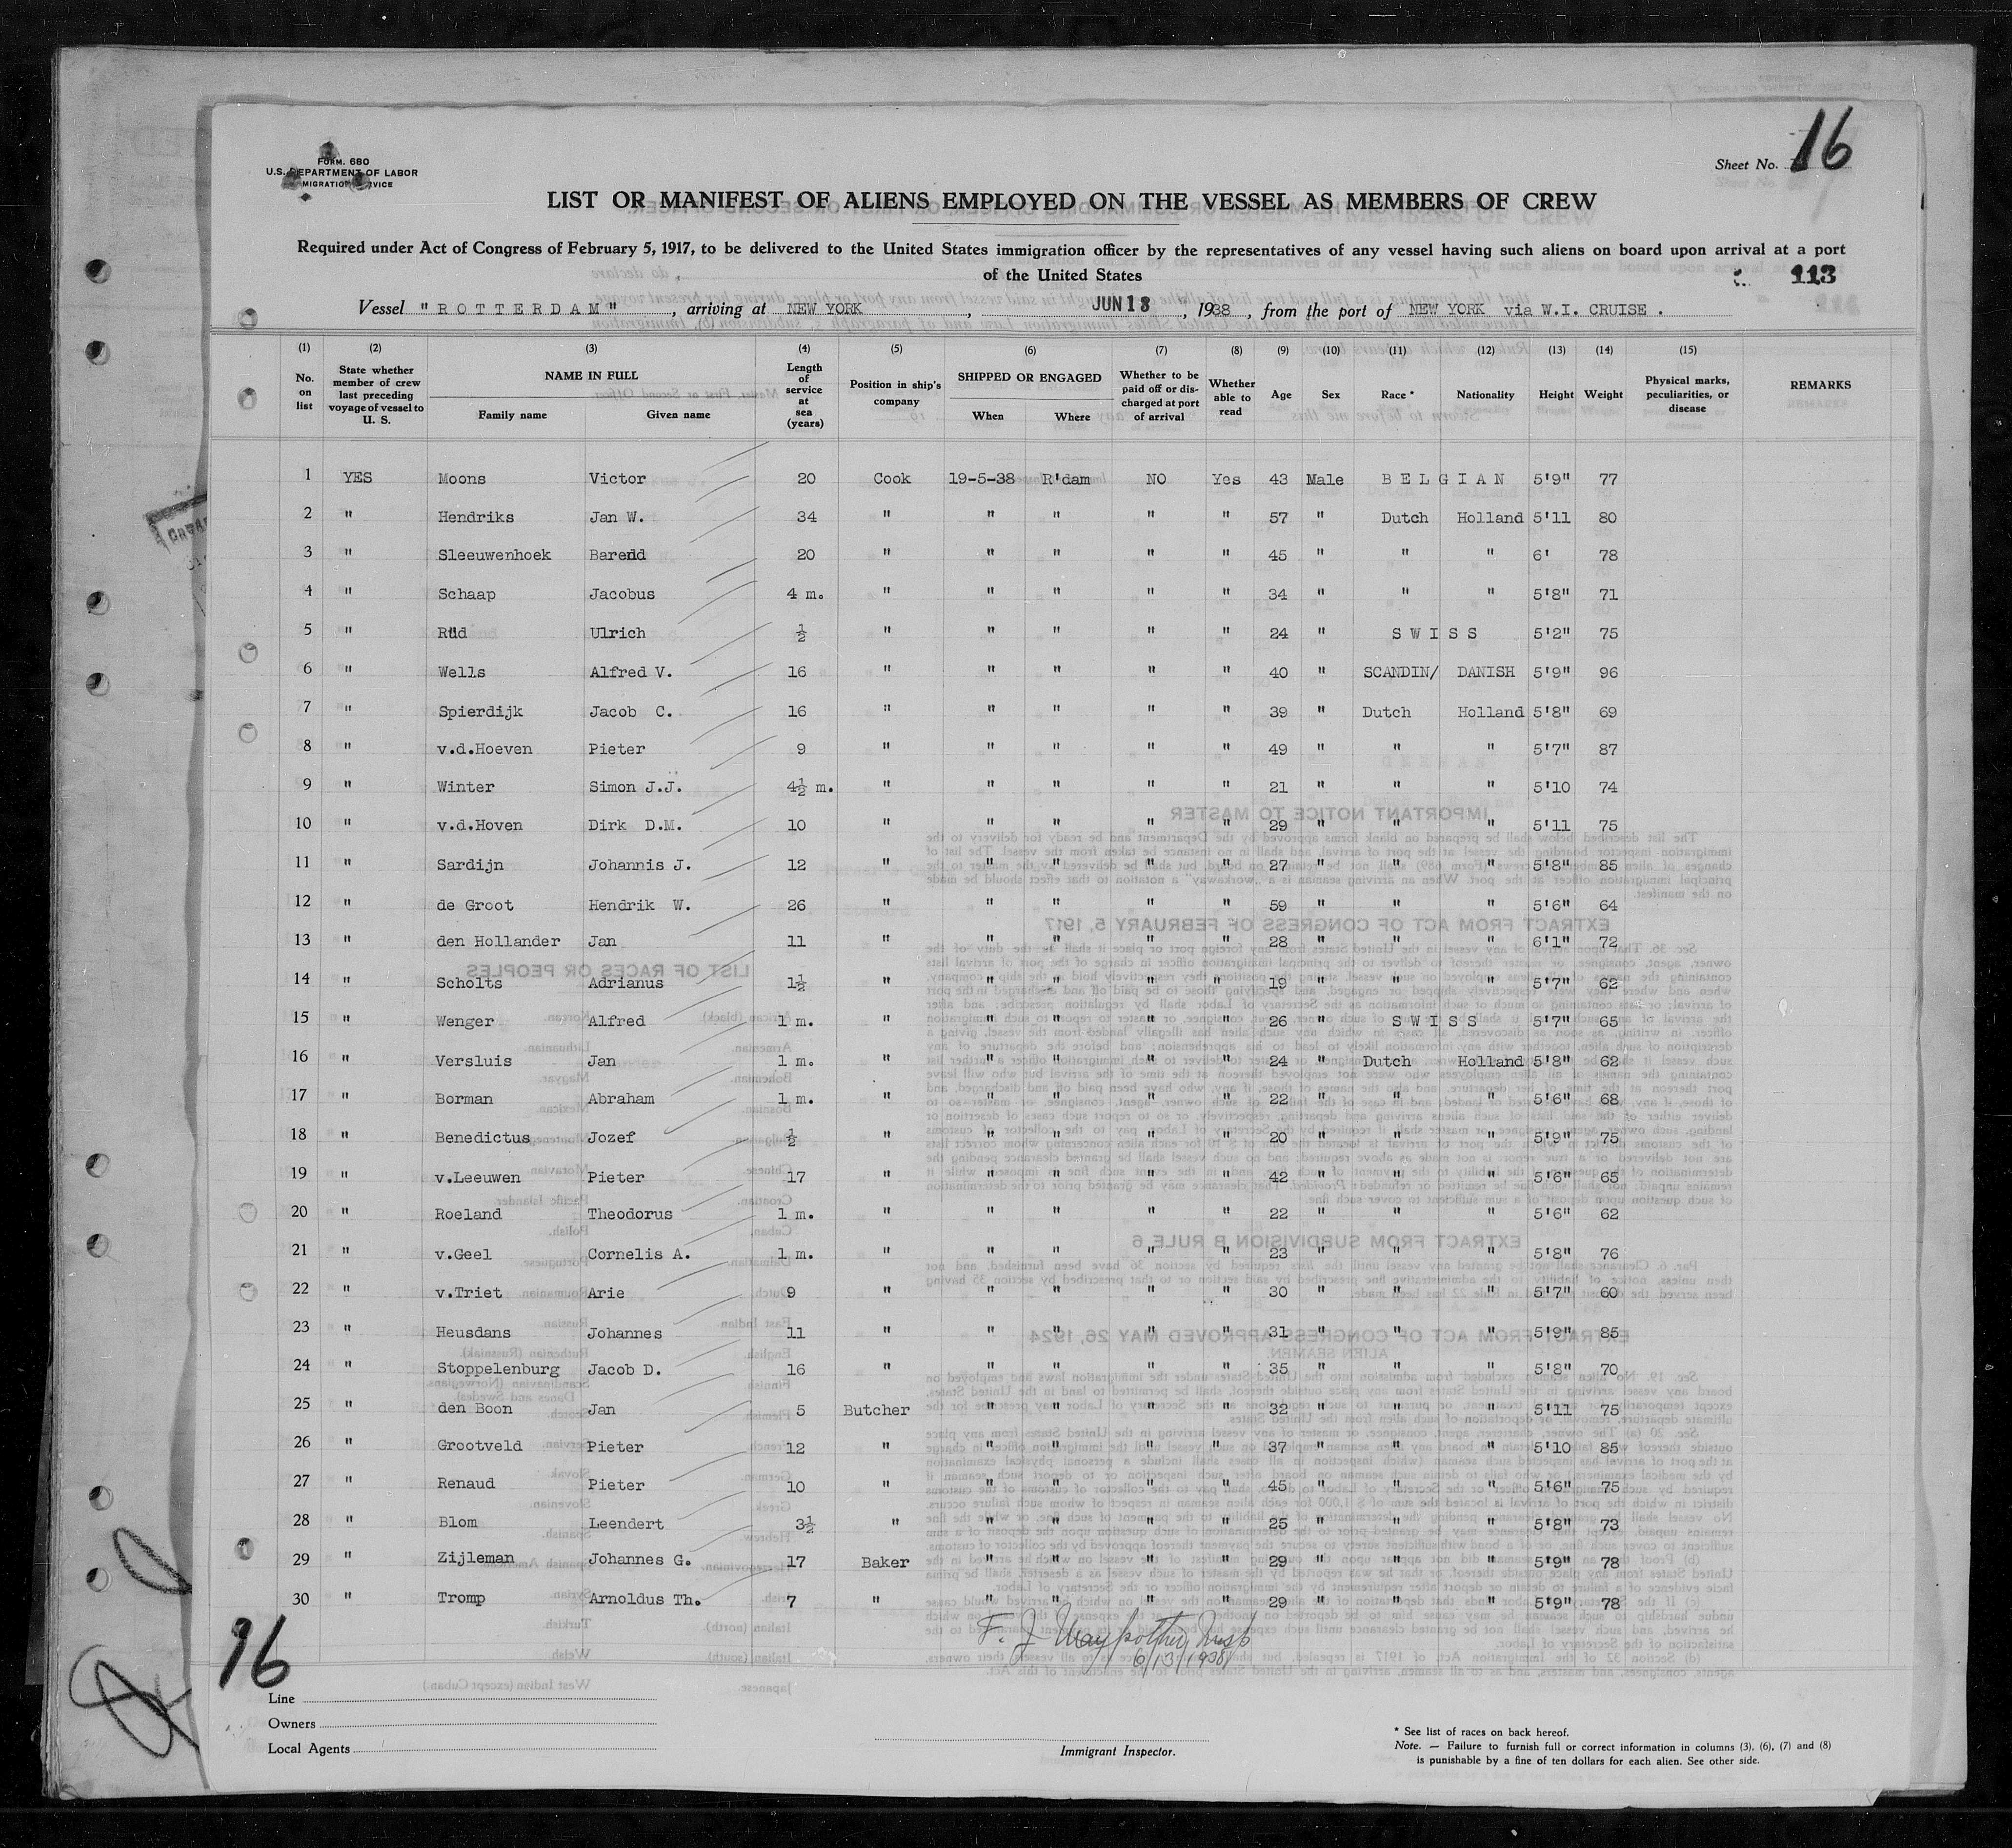 FORM. 680
U.S. DEPARTMENT OF LABOR
Sheet No. 16
LIST OR MANIFEST OF ALIENS EMPLOYED ON THE VESSEL AS MEMBERS OF CREW
Required under Act of Congress of February 5, 1917, to be delivered to the United States immigration officer by the representatives of any vessel having such aliens on board upon arrival at a port
of the United States
113
Vessel "ROTTERDAM", arriving at NEW YORK, JUN 13, 1938, from the port of NEW YORK via W.I. CRUISE.
(1) (2) (3) (4) (5) (6) (7) (8) (9) (10) (11) (12) (13) (14) (15)
No. on list | State whether member of crew last preceding voyage of vessel to U. S. | NAME IN FULL | Family name | Given name | Length of service at sea (years) | Position in ship's company | SHIPPED OR ENGAGED | When | Where | Whether to be paid off or discharged at port of arrival | Whether able to read | Age | Sex | Race * | Nationality | Height | Weight | Physical marks, peculiarities, or disease | REMARKS
1 YES Moons Victor 20 Cook 19-5-38 R'dam NO Yes 43 Male BELGIAN 5'9" 77
2 " Hendriks Jan W. 34 " " " " " 57 " Dutch Holland 5'11 80
3 " Sleeuwenhoek Barend 20 " " " " " 45 " " " 6' 78
4 " Schaap Jacobus 4 m. " " " " " 34 " " " 5'8" 71
5 " Rüd Ulrich ½ " " " " " 24 " SWISS 5'2" 75
6 " Wells Alfred V. 16 " " " " " 40 " SCANDIN/ DANISH 5'9" 96
7 " Spierdijk Jacob C. 16 " " " " " 39 " Dutch Holland 5'8" 69
8 " v.d.Hoeven Pieter 9 " " " " " 49 " " " 5'7" 87
9 " Winter Simon J.J. 4½ m. " " " " " 21 " " " 5'10 74
10 " v.d.Hoven Dirk D.M. 10 " " " " " 29 " " " 5'11 75
11 " Sardijn Johannis J. 12 " " " " " 27 " " " 5'8" 85
12 " de Groot Hendrik W. 26 " " " " " 59 " " " 5'6" 64
13 " den Hollander Jan 11 " " " " " 28 " " " 6'1" 72
14 " Scholts Adrianus 1½ " " " " " 19 " " " 5'7" 62
15 " Wenger Alfred 1 m. " " " " " 26 " SWISS 5'7" 65
16 " Versluis Jan 1 m. " " " " " 24 " Dutch Holland 5'8" 62
17 " Borman Abraham 1 m. " " " " " 22 " " " 5'6" 68
18 " Benedictus Jozef ½ " " " " " 20 " " " 5'9" 75
19 " v.Leeuwen Pieter 17 " " " " " 42 " " " 5'6" 65
20 " Roeland Theodorus 1 m. " " " " " 22 " " " 5'6" 62
21 " v.Geel Cornelis A. 1 m. " " " " " 23 " " " 5'8" 76
22 " v.Triet Arie 9 " " " " " 30 " " " 5'7" 60
23 " Heusdans Johannes 11 " " " " " 31 " " " 5'9" 85
24 " Stoppelenburg Jacob D. 16 " " " " " 35 " " " 5'8" 70
25 " den Boon Jan 5 Butcher " " " " 32 " " " 5'11 75
26 " Grootveld Pieter 12 " " " " " 37 " " " 5'10 85
27 " Renaud Pieter 10 " " " " " 45 " " " 5'6" 75
28 " Blom Leendert 3½ " " " " " 25 " " " 5'8" 73
29 " Zijleman Johannes G. 17 Baker " " " " 29 " " " 5'9" 78
30 " Tromp Arnoldus Th. 7 " " " " " 29 " " " 5'9" 78
F. J.
6/13/1938
96
Line
Owners
Local Agents
Immigrant Inspector.
* See list of races on back hereof.
Note. — Failure to furnish full or correct information in columns (3), (6), (7) and (8)
is punishable by a fine of ten dollars for each alien. See other side.